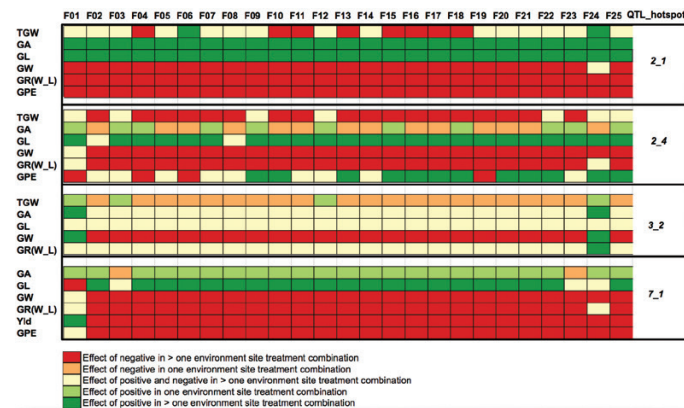 F01 F02 F03 F04 F05 F06 F07 F08 F09 F10 F11 F12 F13 F14 F15 F16 F17 F18 F19 F20 F21 F22 F23 F24 F25 QTL_hotspot
TGW
GA
GL
GW
GR(W_L)
GPE
2_1
TGW
GA
GL
GW
GR(W_L)
GPE
2_4
TGW
GA
GL
GW
GR(W_L)
3_2
GA
GL
GW
GR(W_L)
Yld
GPE
7_1
Effect of negative in > one environment site treatment combination
Effect of negative in one environment site treatment combination
Effect of positive and negative in > one environment site treatment combination
Effect of positive in one environment site treatment combination
Effect of positive in > one environment site treatment combination